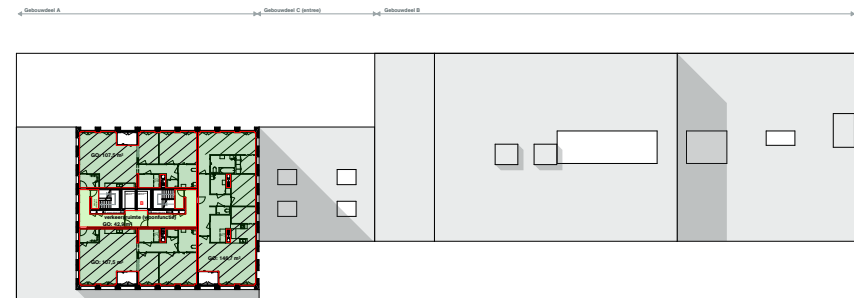 Gebouwdeel A
Gebouwdeel C (entree)
Gebouwdeel B
GO: 107,5 m²
B
verkeersruimte (woonfunctie)
GO: 42,9 m²
GO: 107,5 m²
GO: 146,7 m²